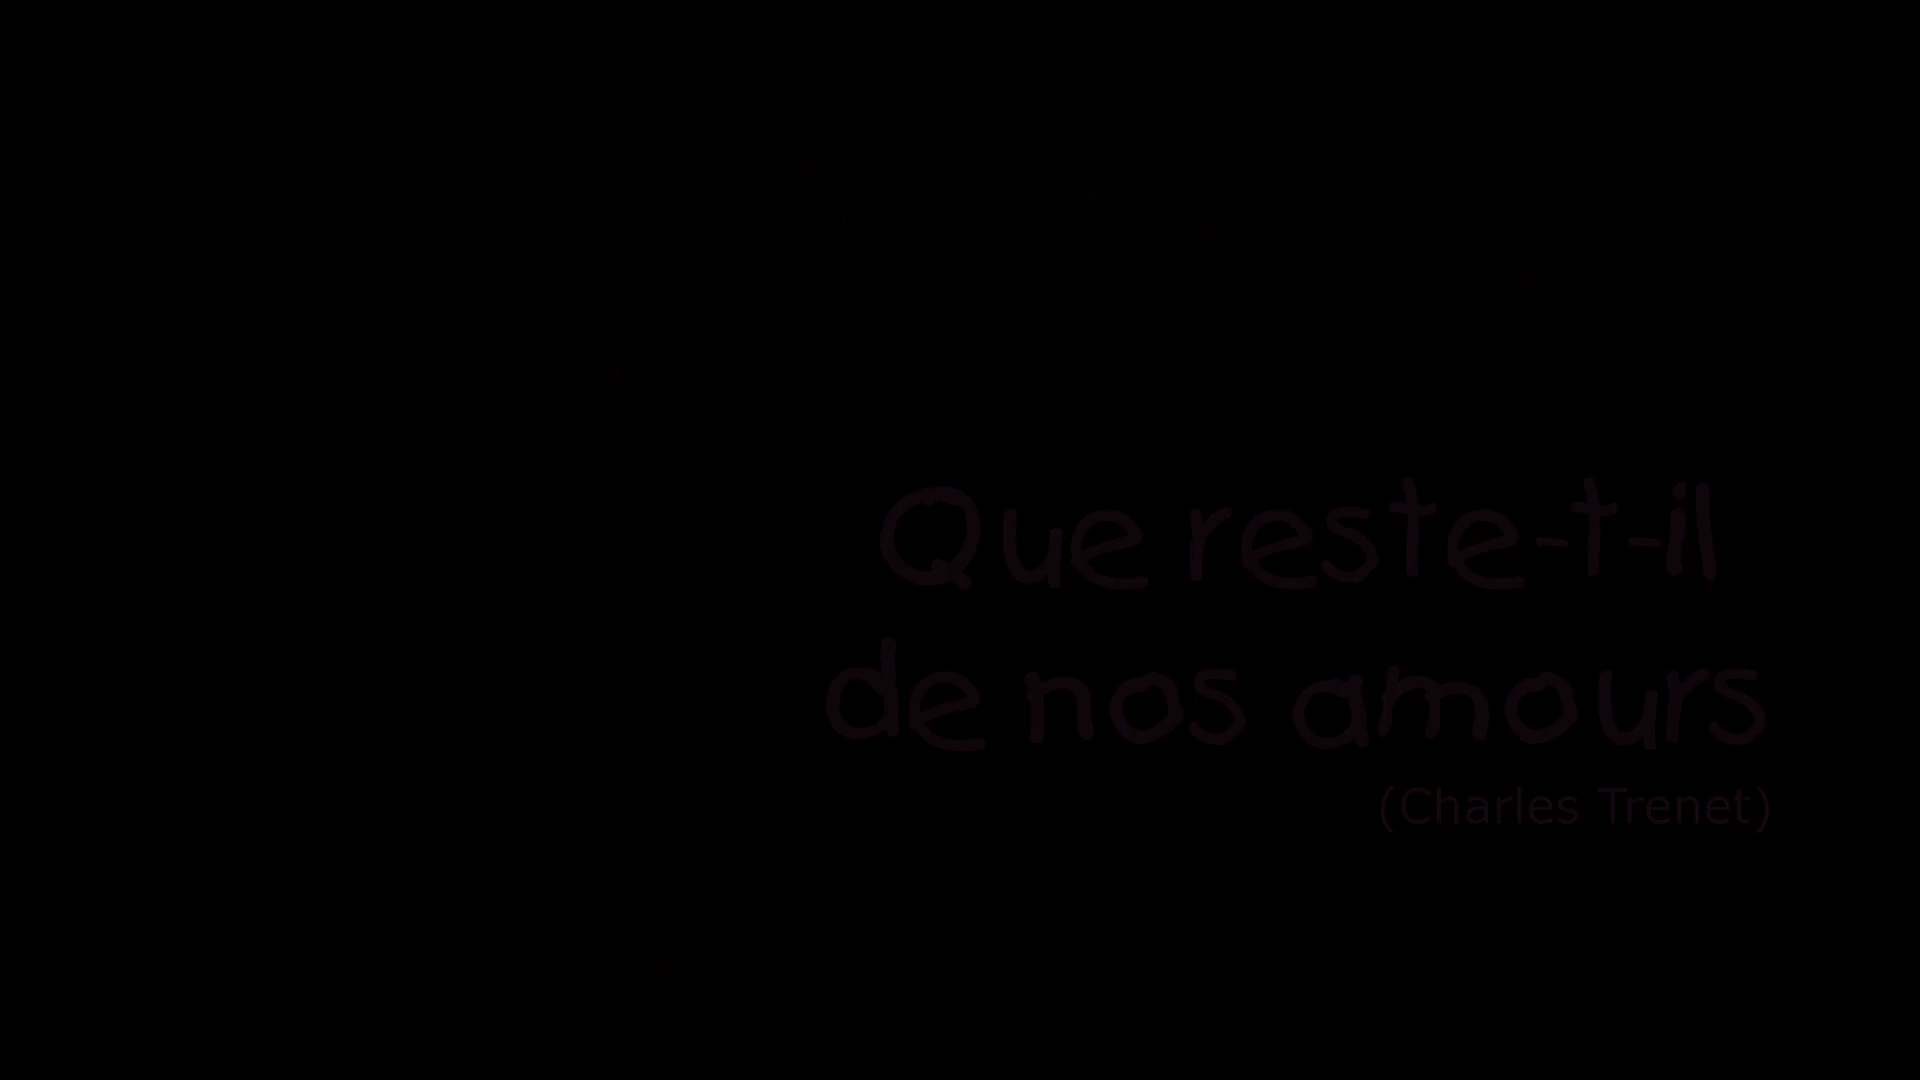 Que reste-t-il
de nos amours
(Charles Trenet)